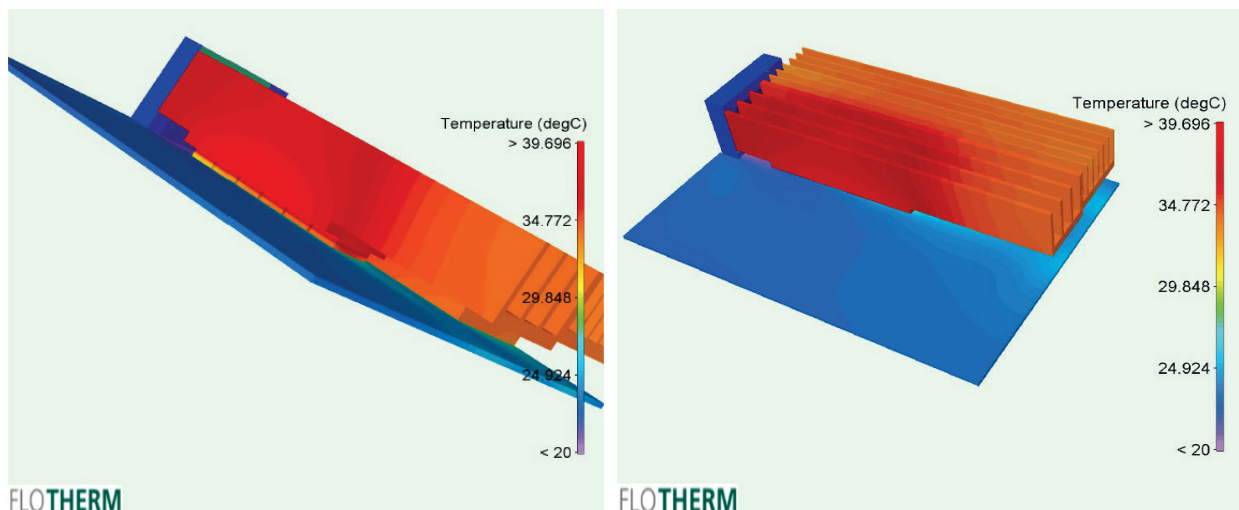 Temperature (degC)
> 39.696
34.772
29.848
24.924
< 20
FLOTHERM
Temperature (degC)
> 39.696
34.772
29.848
24.924
< 20
FLOTHERM